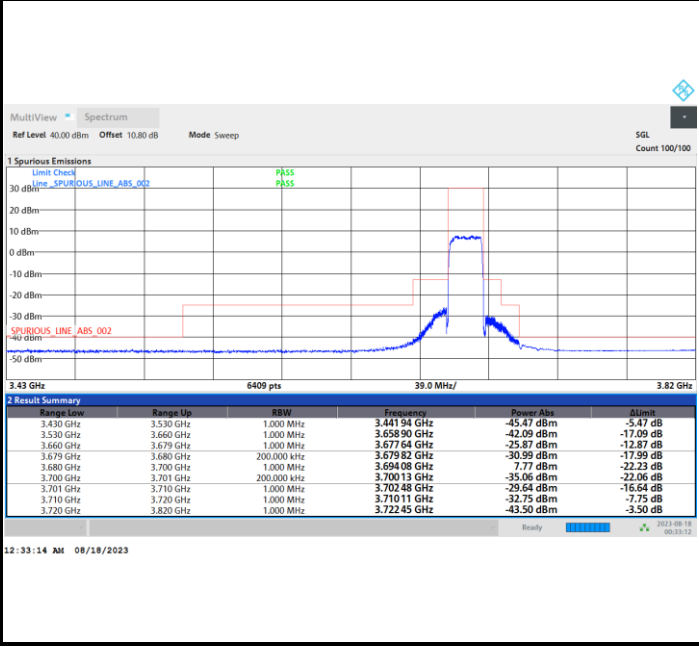 MultiView Spectrum
Ref Level 40.00 dBm Offset 10.80 dB Mode Sweep SGL
Count 100/100
1 Spurious Emissions
Limit Check PASS
Line _SPURIOUS_LINE_ABS_002 PASS
30 dBm
20 dBm
10 dBm
0 dBm
-10 dBm
-20 dBm
-30 dBm
_SPURIOUS_LINE_ABS_002
-40 dBm
-50 dBm
3.43 GHz 6409 pts 39.0 MHz/ 3.82 GHz
2 Result Summary
Range Low Range Up RBW Frequency Power Abs ΔLimit
3.430 GHz 3.530 GHz 1.000 MHz 3.441 94 GHz -45.47 dBm -5.47 dB
3.530 GHz 3.660 GHz 1.000 MHz 3.658 90 GHz -42.09 dBm -17.09 dB
3.660 GHz 3.679 GHz 1.000 MHz 3.677 64 GHz -25.87 dBm -12.87 dB
3.679 GHz 3.680 GHz 200.000 kHz 3.679 82 GHz -30.99 dBm -17.99 dB
3.680 GHz 3.700 GHz 1.000 MHz 3.694 08 GHz 7.77 dBm -22.23 dB
3.700 GHz 3.701 GHz 200.000 kHz 3.700 13 GHz -35.06 dBm -22.06 dB
3.701 GHz 3.710 GHz 1.000 MHz 3.702 48 GHz -29.64 dBm -16.64 dB
3.710 GHz 3.720 GHz 1.000 MHz 3.710 11 GHz -32.75 dBm -7.75 dB
3.720 GHz 3.820 GHz 1.000 MHz 3.722 45 GHz -43.50 dBm -3.50 dB
Ready 2023-08-18
00:33:12
12:33:14 AM 08/18/2023